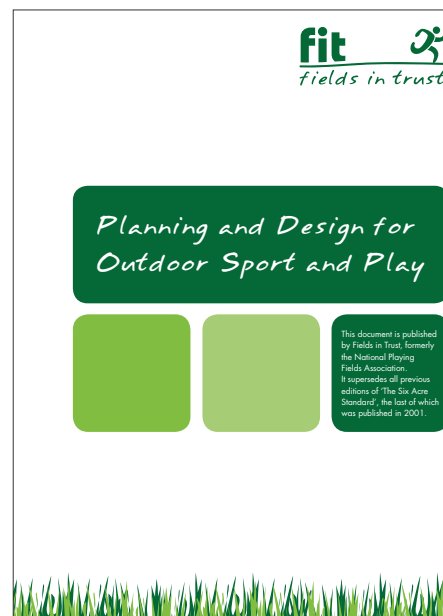 fit
fields in trust
Planning and Design for
Outdoor Sport and Play
This document is published
by Fields in Trust, formerly
the National Playing
Fields Association.
It supersedes all previous
editions of 'The Six Acre
Standard', the last of which
was published in 2001.